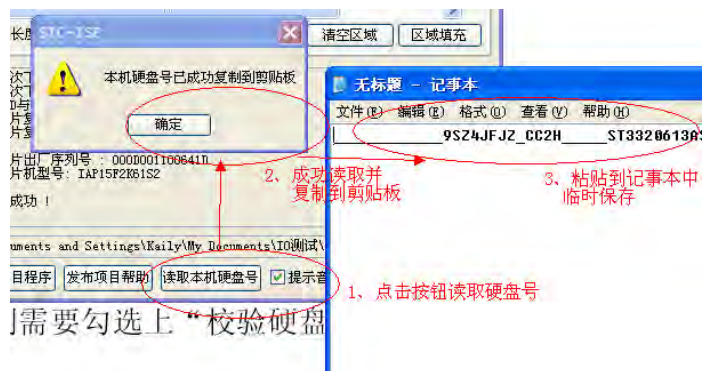 STC-ISP
清空区域
区域填充
本机硬盘号已成功复制到剪贴板
确定
无标题 - 记事本
文件(F) 编辑(E) 格式(O) 查看(V) 帮助(H)
9SZ4JFJZ_CC2H_____ST3320613AS
片出厂序列号 : 000D001100641D
片机型号: IAP15F2K61S2
成功 !
2、成功读取并
复制到剪贴板
3、粘贴到记事本中
临时保存
uments and Settings\Kaily\My Documents\IO测试\
目程序
发布项目帮助
读取本机硬盘号
提示音
1、点击按钮读取硬盘号
需要勾选上“校验硬盘